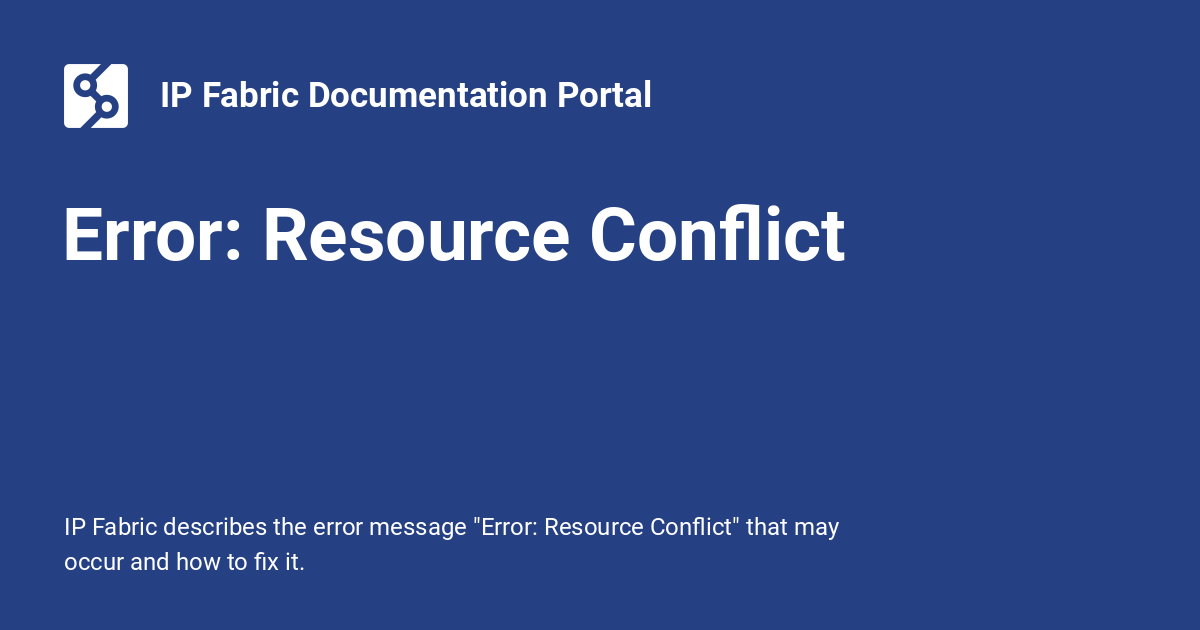 IP Fabric Documentation Portal
Error: Resource Conflict
IP Fabric describes the error message "Error: Resource Conflict" that may
occur and how to fix it.